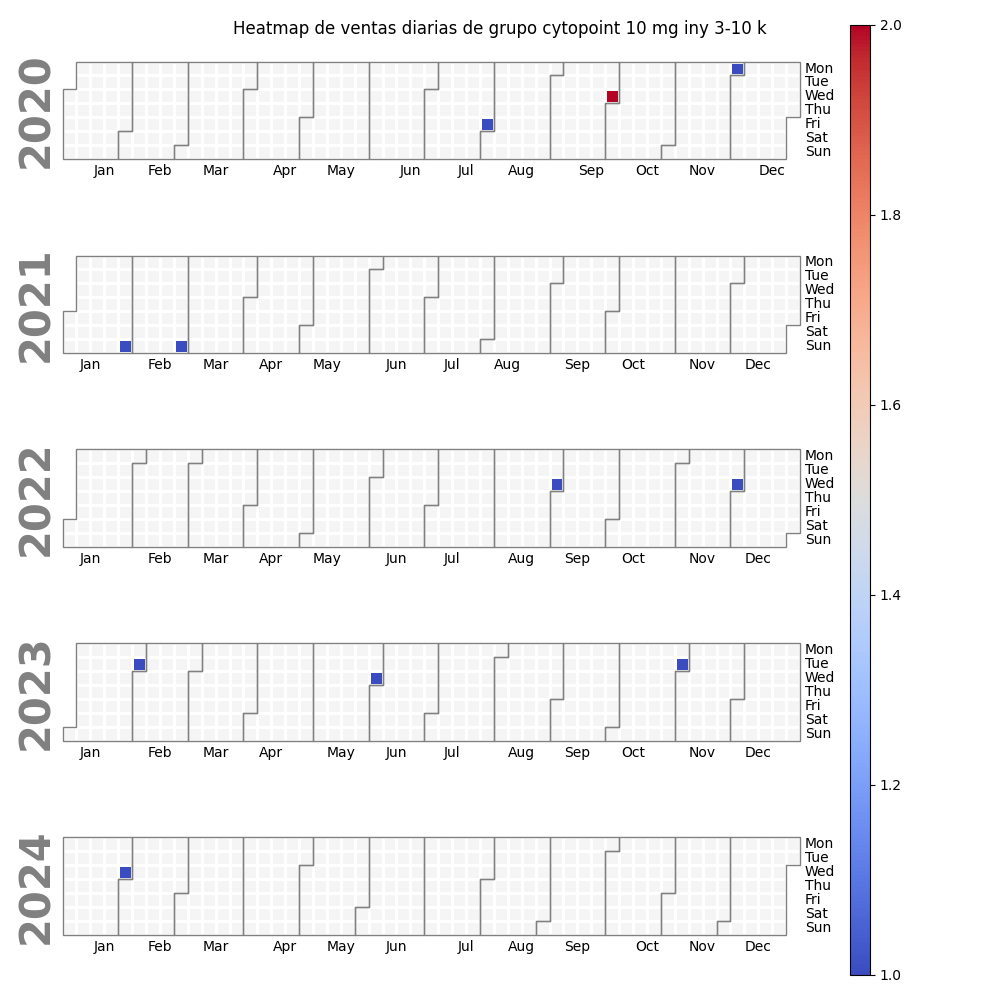 Heatmap de ventas diarias de grupo cytopoint 10 mg iny 3-10 k
2020
Mon
Tue
Wed
Thu
Fri
Sat
Sun
Jan Feb Mar Apr May Jun Jul Aug Sep Oct Nov Dec
2021
Mon
Tue
Wed
Thu
Fri
Sat
Sun
Jan Feb Mar Apr May Jun Jul Aug Sep Oct Nov Dec
2022
Mon
Tue
Wed
Thu
Fri
Sat
Sun
Jan Feb Mar Apr May Jun Jul Aug Sep Oct Nov Dec
2023
Mon
Tue
Wed
Thu
Fri
Sat
Sun
Jan Feb Mar Apr May Jun Jul Aug Sep Oct Nov Dec
2024
Mon
Tue
Wed
Thu
Fri
Sat
Sun
Jan Feb Mar Apr May Jun Jul Aug Sep Oct Nov Dec
2.0
1.8
1.6
1.4
1.2
1.0